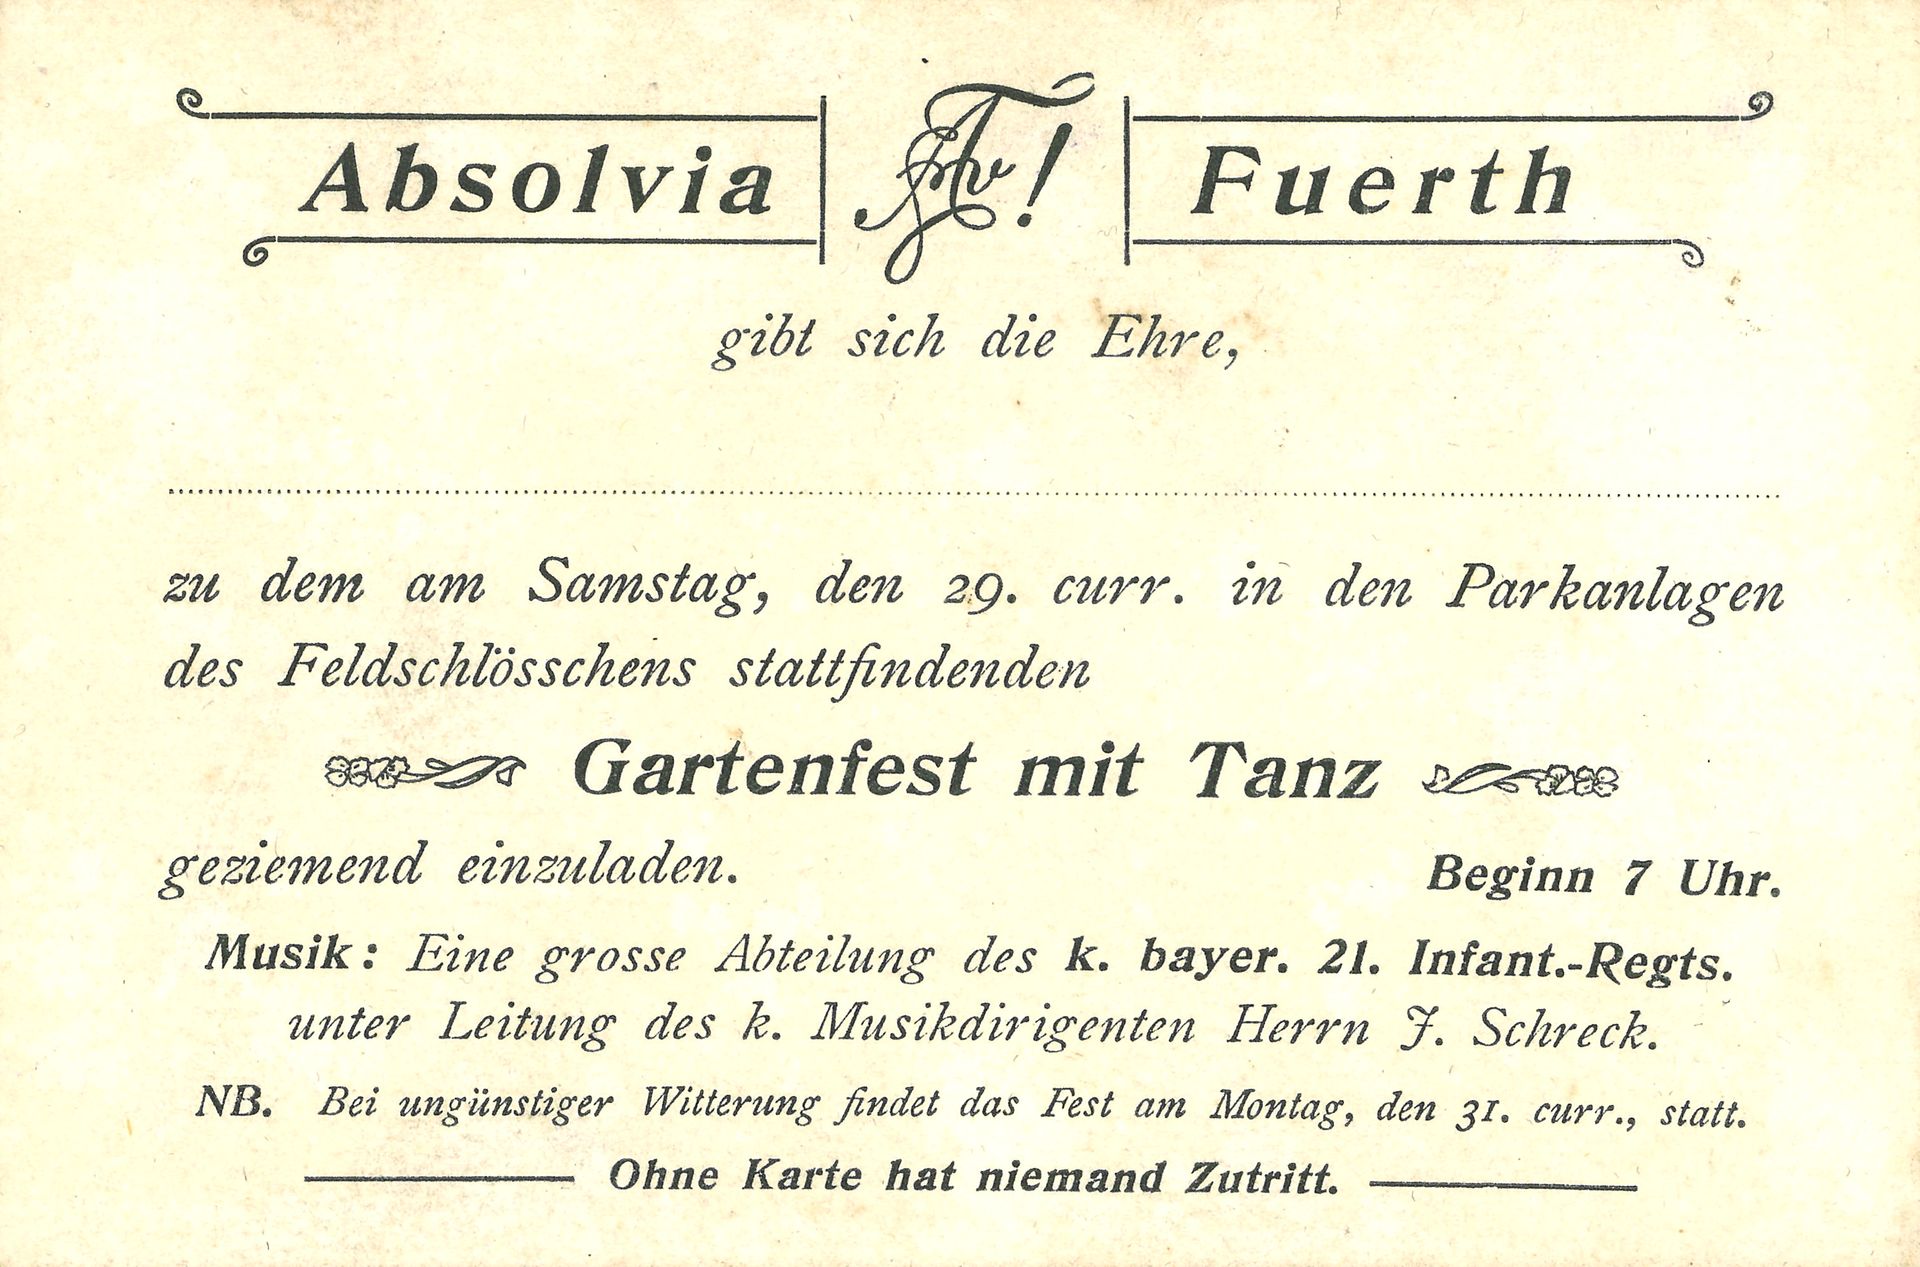 Absolvia Fuerth
gibt sich die Ehre,
zu dem am Samstag, den 29. curr. in den Parkanlagen
des Feldschlösschens stattfindenden
Gartenfest mit Tanz
geziemend einzuladen. Beginn 7 Uhr.
Musik: Eine grosse Abteilung des k. bayer. 21. Infant.-Regts.
unter Leitung des k. Musikdirigenten Herrn J. Schreck.
NB. Bei ungünstiger Witterung findet das Fest am Montag, den 31. curr., statt.
Ohne Karte hat niemand Zutritt.